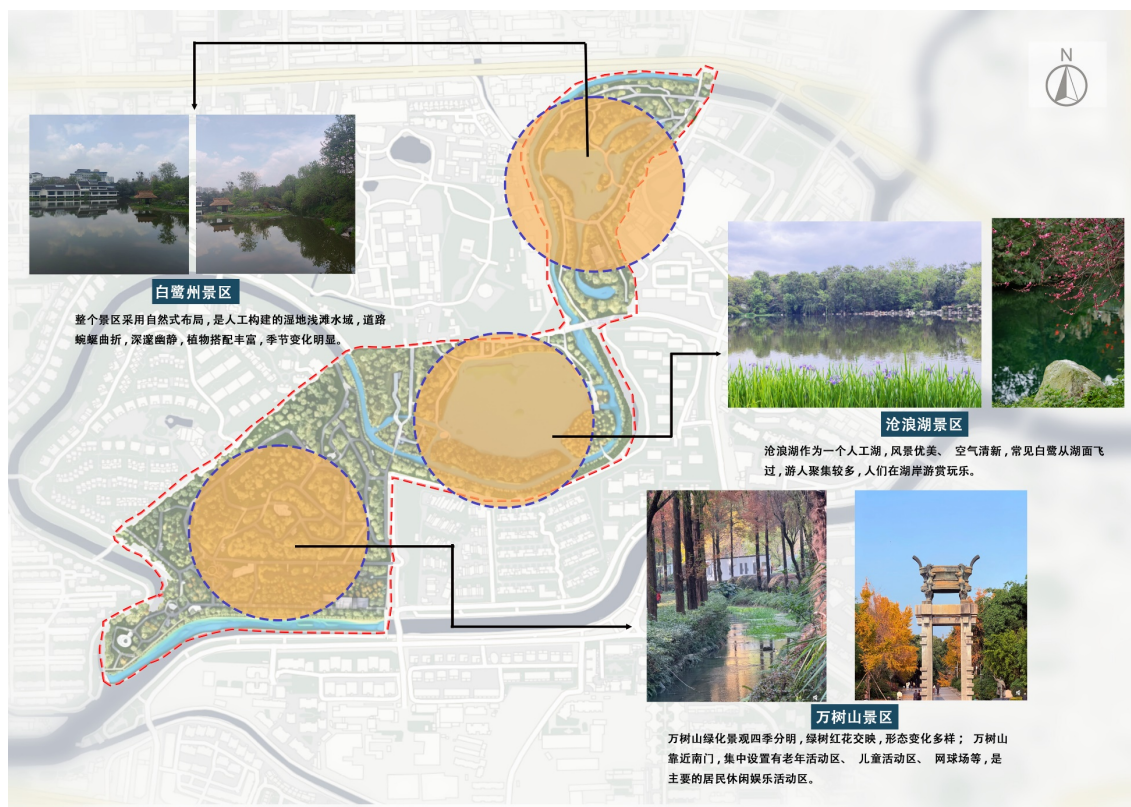 N
白鹭州景区
整个景区采用自然式布局,是人工构建的湿地浅滩水域,道路
蜿蜒曲折,深邃幽静,植物搭配丰富,季节变化明显。
沧浪湖景区
沧浪湖作为一个人工湖,风景优美、 空气清新,常见白鹭从湖面飞
过,游人聚集较多,人们在湖岸游赏玩乐。
万树山景区
万树山绿化景观四季分明,绿树红花交映,形态变化多样; 万树山
靠近南门,集中设置有老年活动区、 儿童活动区、 网球场等,是
主要的居民休闲娱乐活动区。